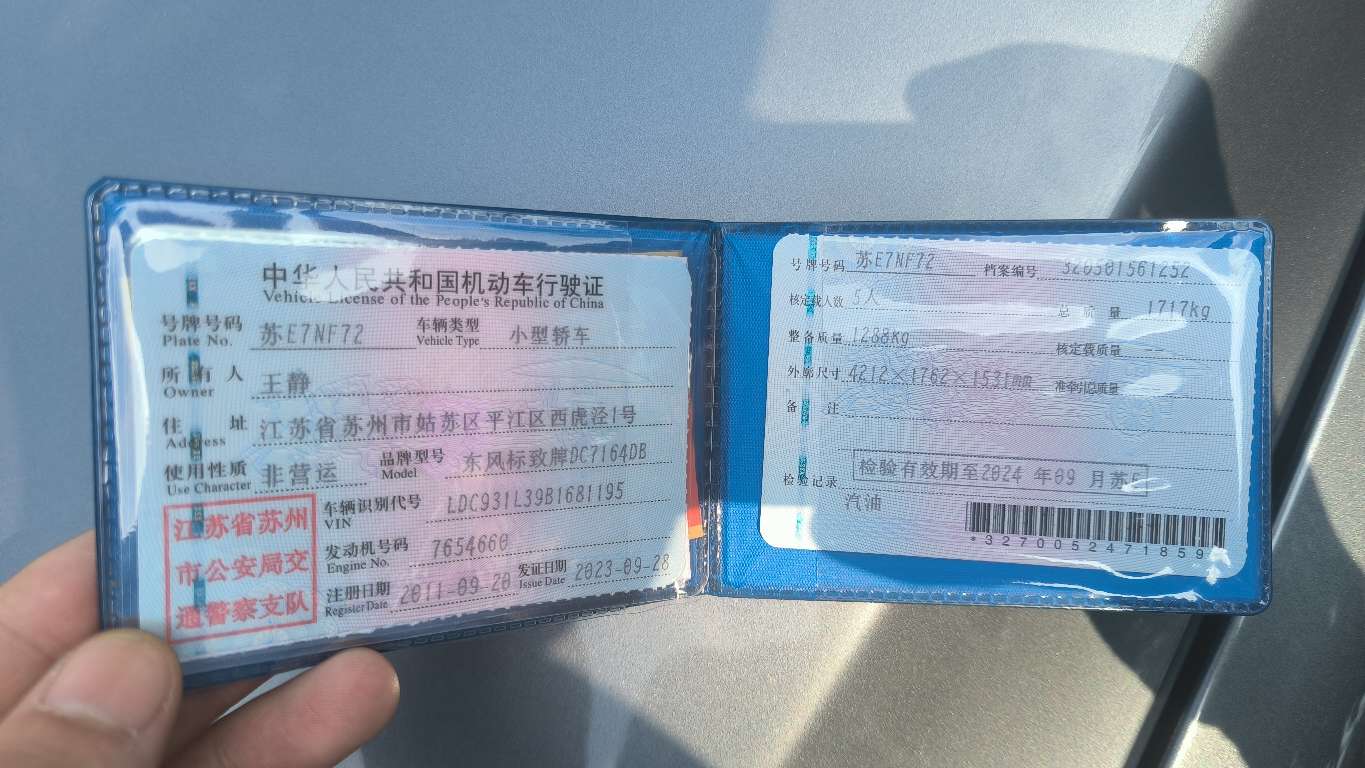 中华人民共和国机动车行驶证
Vehicle License of the People's Republic of China
号牌号码 苏E7NF72 车辆类型 小型轿车
Plate No. Vehicle Type
所有人 王静
Owner
住址 江苏省苏州市姑苏区平江区西虎泾1号
Address
使用性质 非营运 品牌型号 东风标致牌DC7164DB
Use Character Model
江苏省苏州
市公安局交
通警察支队
车辆识别代号 LDC931L39B1681195
VIN
发动机号码 7654660
Engine No.
注册日期 2011-09-20 发证日期 2023-09-28
Register Date Issue Date
号牌号码 苏E7NF72 档案编号 320501561252
核定载人数 5人 总质量 1717kg
整备质量 1288kg 核定载质量 --
外廓尺寸 4212×1762×1531mm 准牵引总质量 --
备注
检验记录 检验有效期至2024年09月苏E
汽油
*3270052471859*